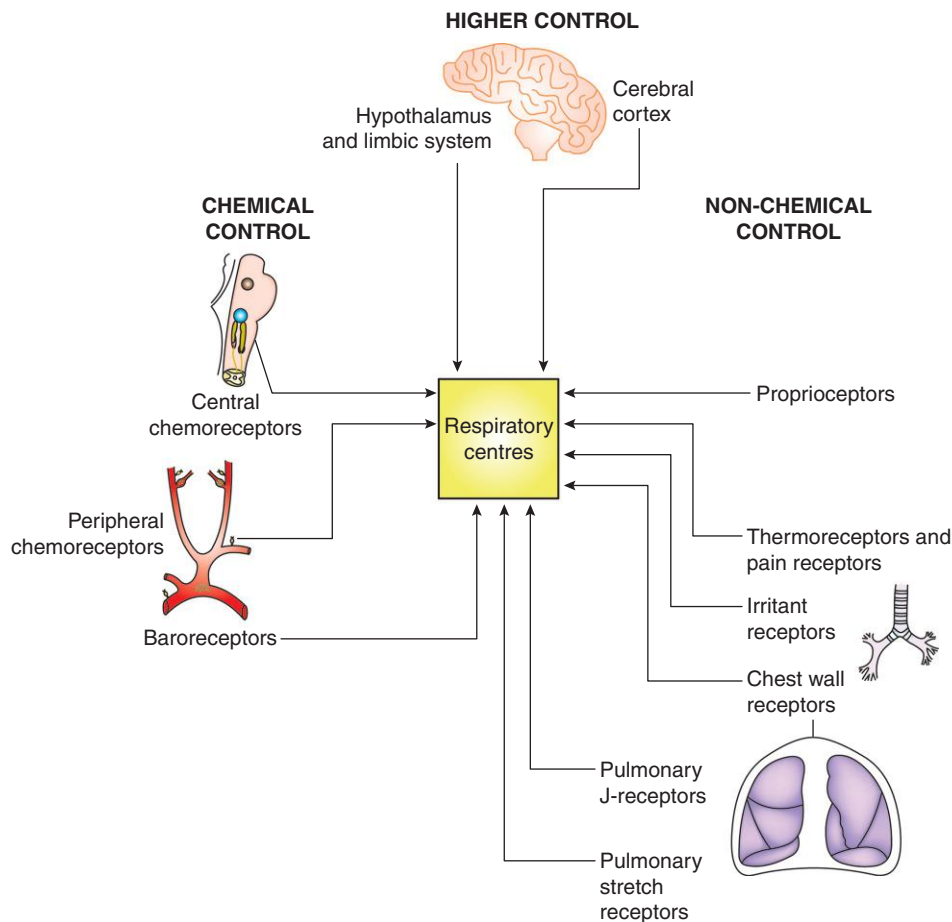 HIGHER CONTROL
Hypothalamus
and limbic system
Cerebral
cortex
CHEMICAL
CONTROL
NON-CHEMICAL
CONTROL
Central
chemoreceptors
Respiratory
centres
Proprioceptors
Peripheral
chemoreceptors
Thermoreceptors and
pain receptors
Baroreceptors
Irritant
receptors
Chest wall
receptors
Pulmonary
J-receptors
Pulmonary
stretch
receptors